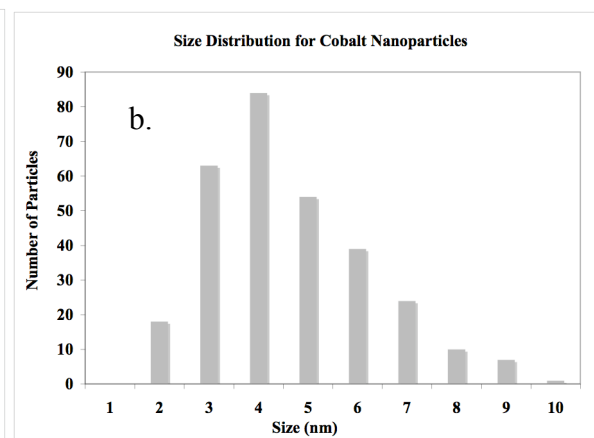 Size Distribution for Cobalt Nanoparticles
90
80
70
60
50
40
30
20
10
0
b.
Number of Particles
1 2 3 4 5 6 7 8 9 10
Size (nm)